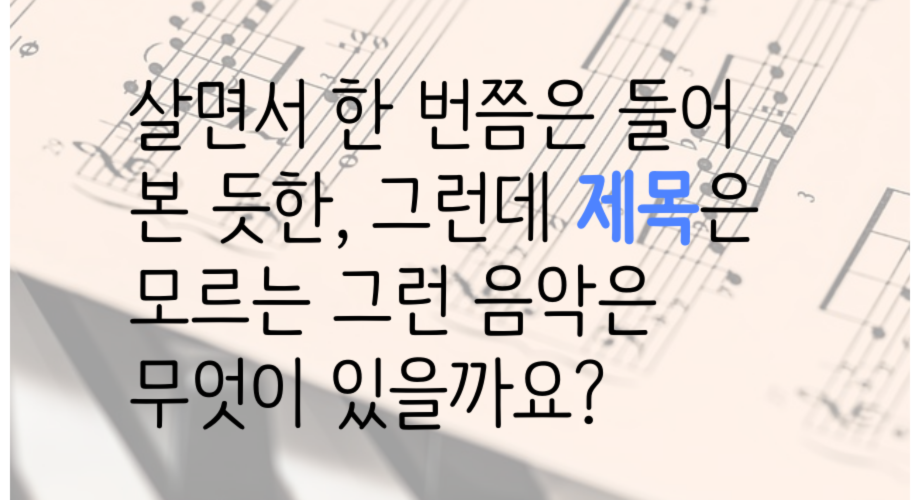 살면서 한 번쯤은 들어
본 듯한, 그런데 제목은
모르는 그런 음악은
무엇이 있을까요?